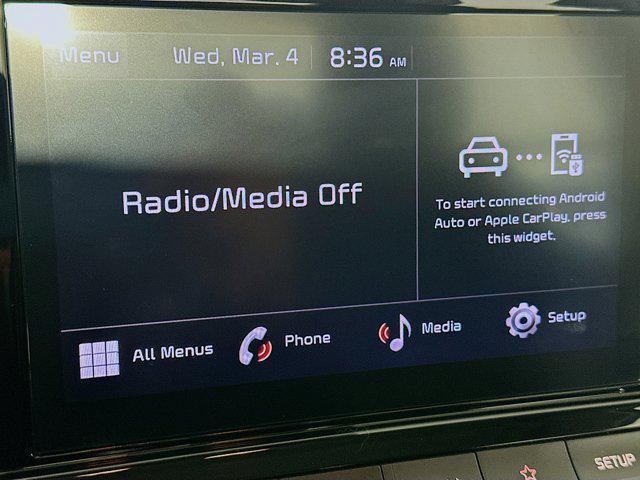 Menu
Wed, Mar. 4
8:36 AM
Radio/Media Off
To start connecting Android
Auto or Apple CarPlay, press
this widget.
All Menus
Phone
Media
Setup
SETUP